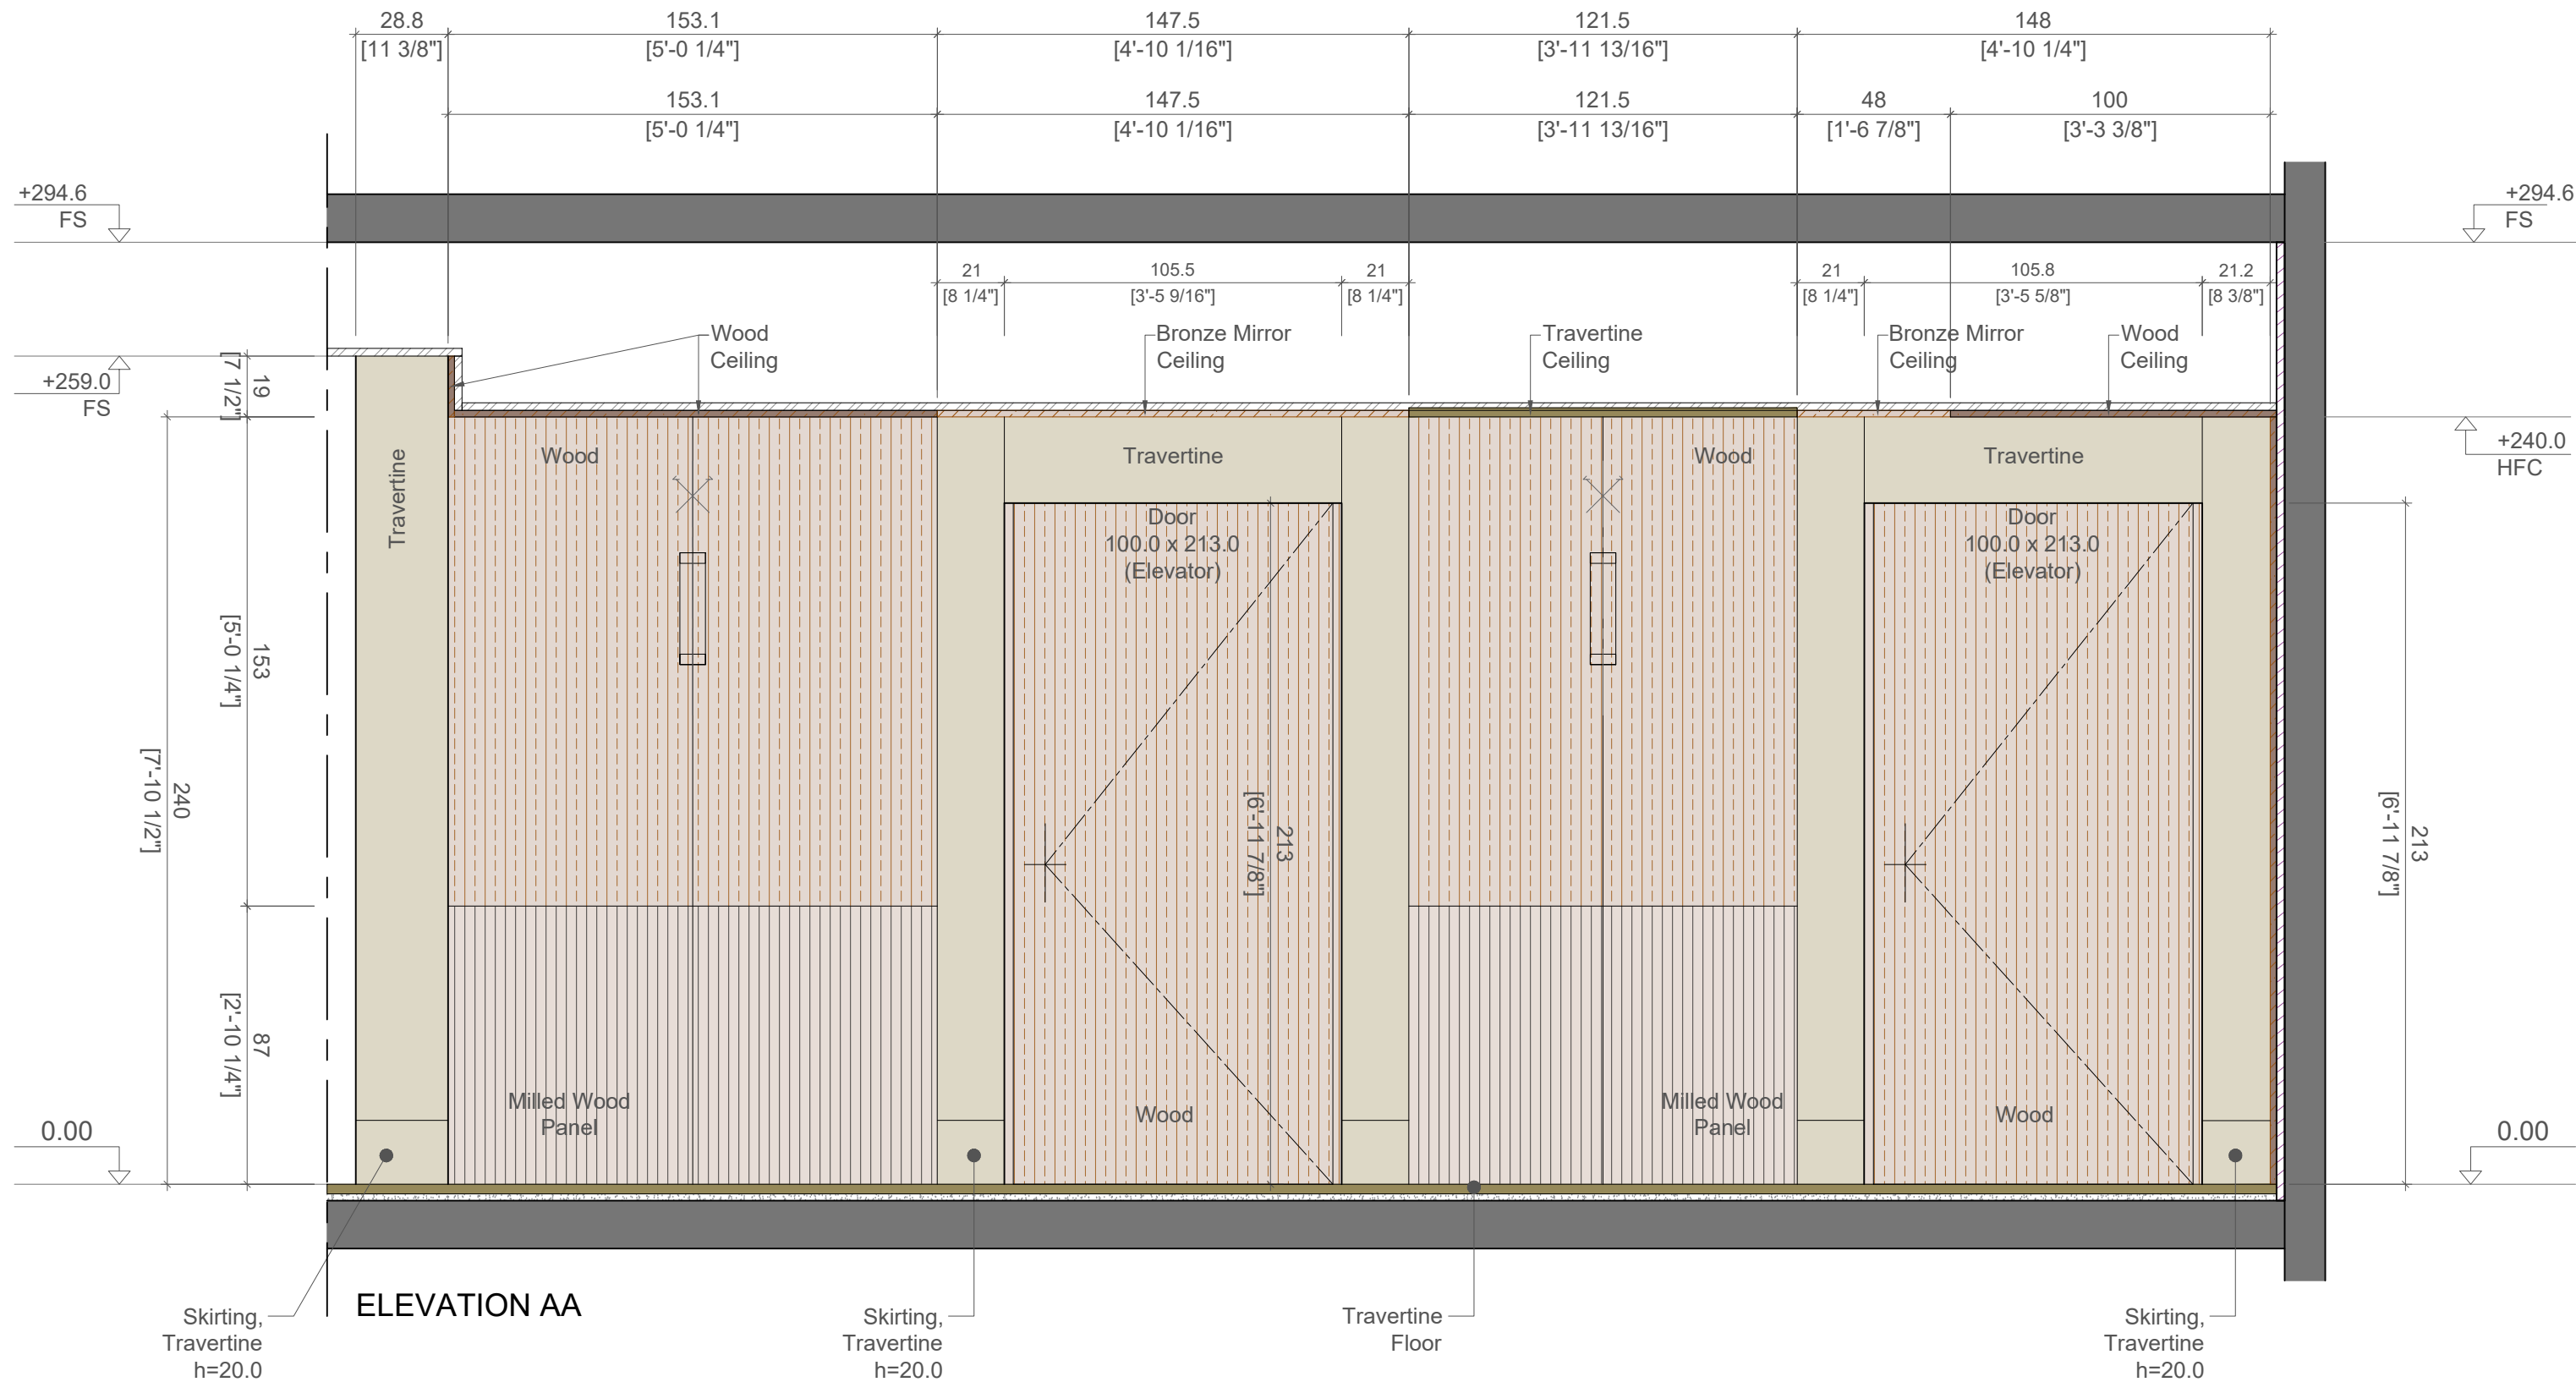 28.8
[11 3/8"]
153.1
[5'-0 1/4"]
147.5
[4'-10 1/16"]
121.5
[3'-11 13/16"]
148
[4'-10 1/4"]
153.1
[5'-0 1/4"]
147.5
[4'-10 1/16"]
121.5
[3'-11 13/16"]
48
[1'-6 7/8"]
100
[3'-3 3/8"]
+294.6
FS
+294.6
FS
21
[8 1/4"]
105.5
[3'-5 9/16"]
21
[8 1/4"]
21
[8 1/4"]
105.8
[3'-5 5/8"]
21.2
[8 3/8"]
Wood
Ceiling
Bronze Mirror
Ceiling
Travertine
Ceiling
Bronze Mirror
Ceiling
Wood
Ceiling
+259.0
FS
19
[7 1/2"]
+240.0
HFC
Travertine
Wood
Travertine
Wood
Travertine
Door
100.0 x 213.0
(Elevator)
Door
100.0 x 213.0
(Elevator)
153
[5'-0 1/4"]
240
[7'-10 1/2"]
213
[6'-11 7/8"]
213
[6'-11 7/8"]
87
[2'-10 1/4"]
Milled Wood
Panel
Wood
Milled Wood
Panel
Wood
0.00
0.00
ELEVATION AA
Skirting,
Travertine
h=20.0
Skirting,
Travertine
h=20.0
Travertine
Floor
Skirting,
Travertine
h=20.0